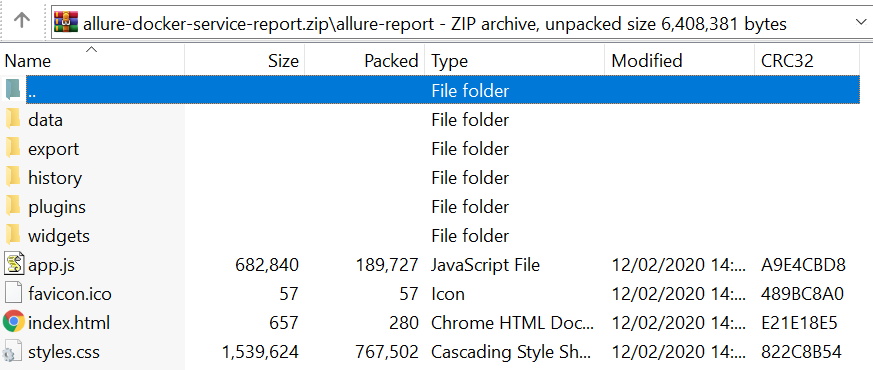 allure-docker-service-report.zip\allure-report - ZIP archive, unpacked size 6,408,381 bytes
Name Size Packed Type Modified CRC32
.. File folder
data File folder
export File folder
history File folder
plugins File folder
widgets File folder
app.js 682,840 189,727 JavaScript File 12/02/2020 14:... A9E4CBD8
favicon.ico 57 57 Icon 12/02/2020 14:... 489BC8A0
index.html 657 280 Chrome HTML Doc... 12/02/2020 14:... E21E18E5
styles.css 1,539,624 767,502 Cascading Style Sh... 12/02/2020 14:... 822C8B54